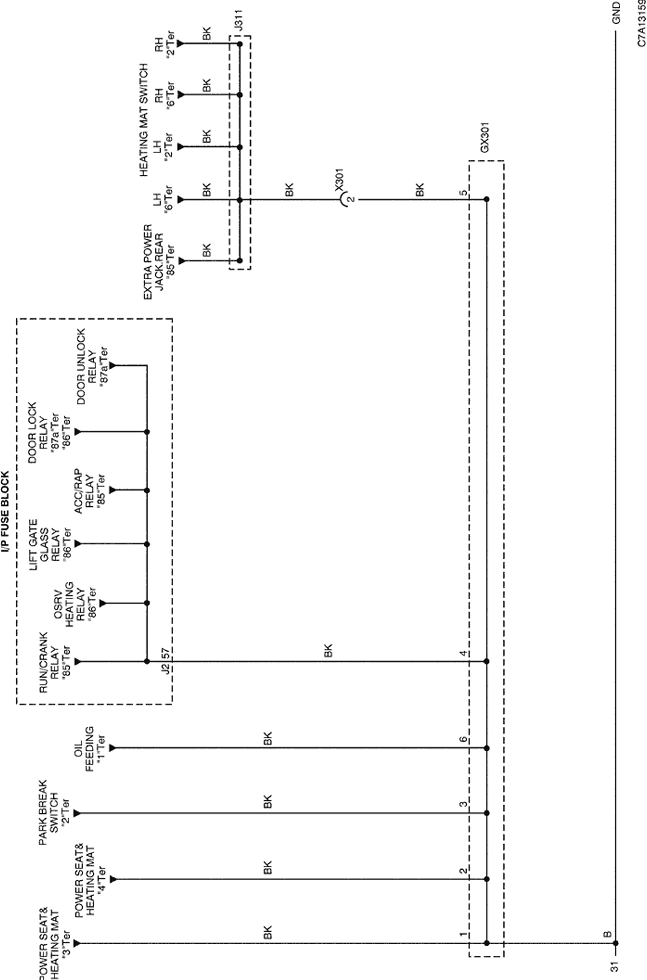 POWER SEAT&
HEATING MAT
"3"Ter
POWER SEAT&
HEATING MAT
"4"Ter
PARK BREAK
SWITCH
"2"Ter
OIL
FEEDING
"1"Ter
I/P FUSE BLOCK
RUN/CRANK
RELAY
"85"Ter
OSRV
HEATING
RELAY
"86"Ter
LIFT GATE
GLASS
RELAY
"86"Ter
ACC/RAP
RELAY
"85"Ter
DOOR LOCK
RELAY
"87a"Ter
"86"Ter
DOOR UNLOCK
RELAY
"87a"Ter
EXTRA POWER
JACK.REAR
"85"Ter
HEATING MAT SWITCH
LH
"6"Ter
LH
"2"Ter
RH
"6"Ter
RH
"2"Ter
BK
BK
BK
BK
BK
J311
J2 57
BK
X301
2
BK
BK
BK
BK
BK
BK
BK
1
2
3
6
4
5
GX301
B
31
GND
C7A13159